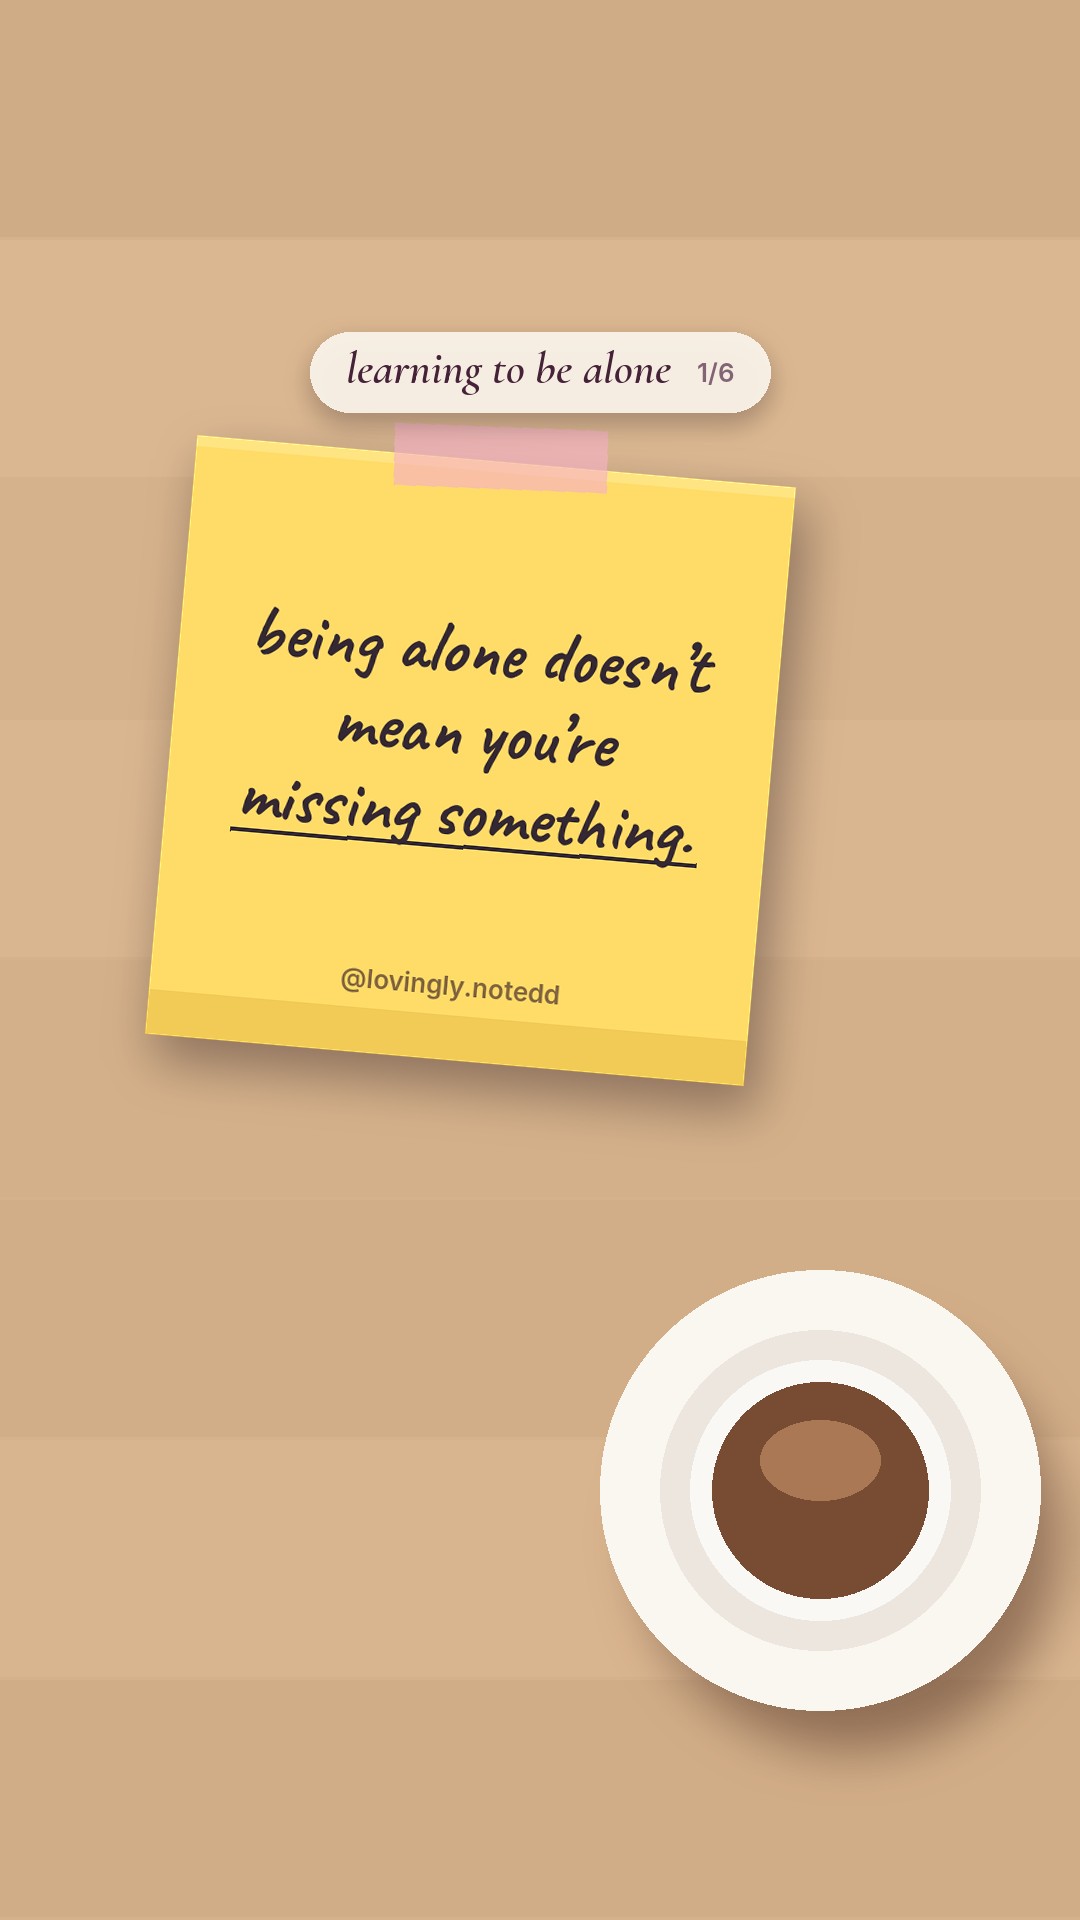 learning to be alone 1/6
being alone doesn’t
mean you’re
missing something.
@lovingly.notedd